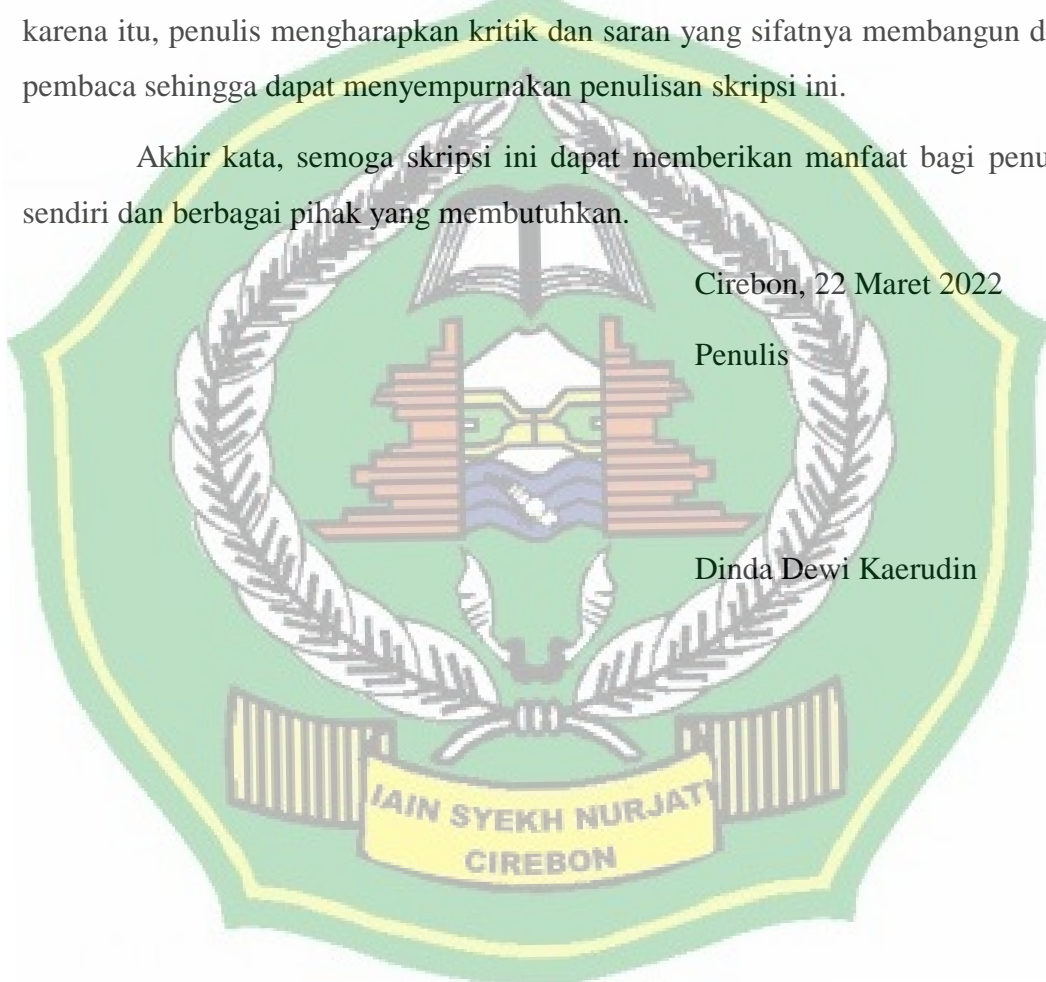 karena itu, penulis mengharapkan kritik dan saran yang sifatnya membangun d
pembaca sehingga dapat menyempurnakan penulisan skripsi ini.
Akhir kata, semoga skripsi ini dapat memberikan manfaat bagi penu
sendiri dan berbagai pihak yang membutuhkan.
Cirebon, 22 Maret 2022
Penulis
Dinda Dewi Kaerudin
IAIN SYEKH NURJATI
CIREBON